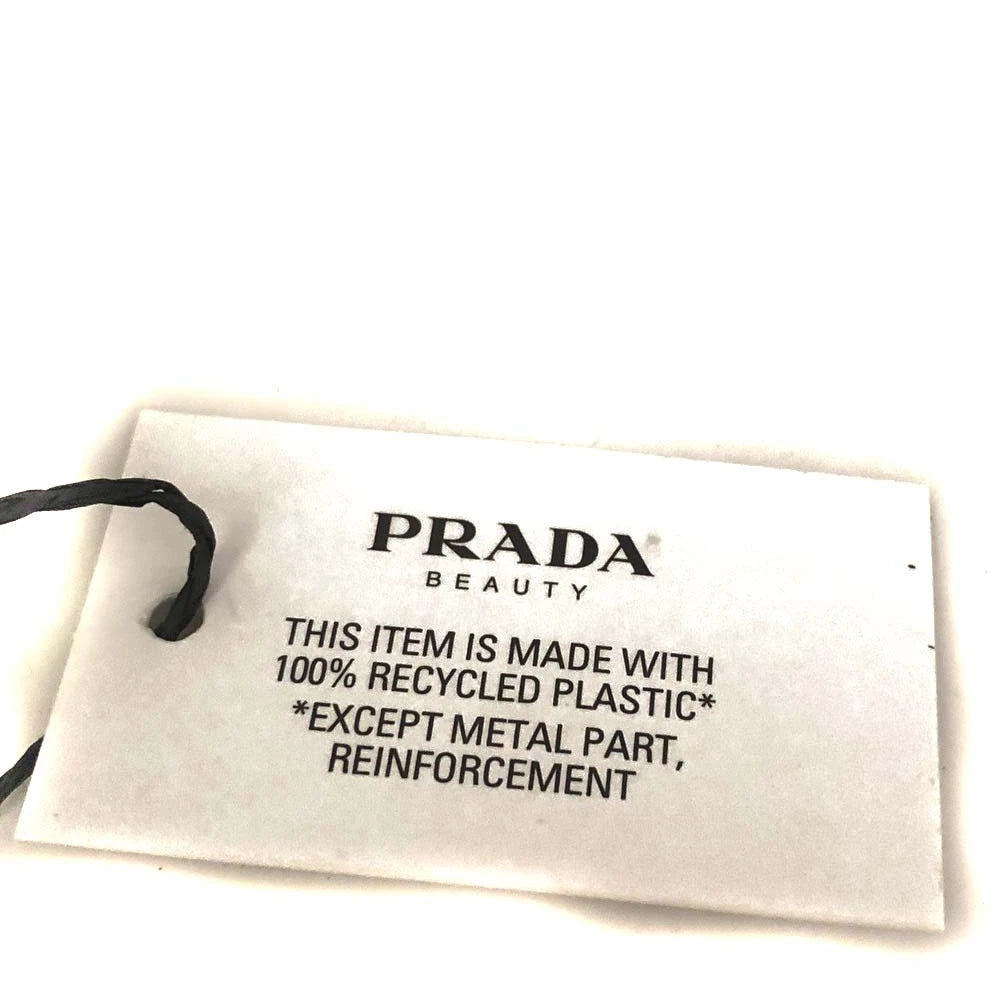 PRADA
BEAUTY
THIS ITEM IS MADE WITH
100% RECYCLED PLASTIC*
*EXCEPT METAL PART,
REINFORCEMENT